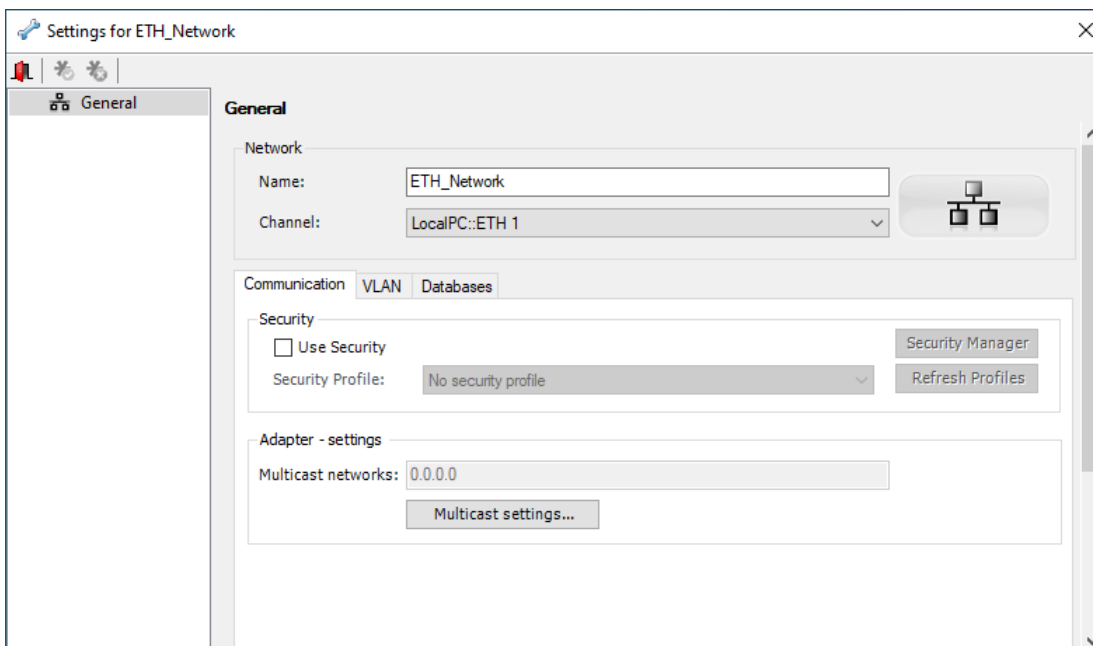 Settings for ETH_Network
General
General
Network
Name: ETH_Network
Channel: LocalPC::ETH 1
Communication VLAN Databases
Security
Use Security Security Manager
Security Profile: No security profile Refresh Profiles
Adapter - settings
Multicast networks: 0.0.0.0
Multicast settings...